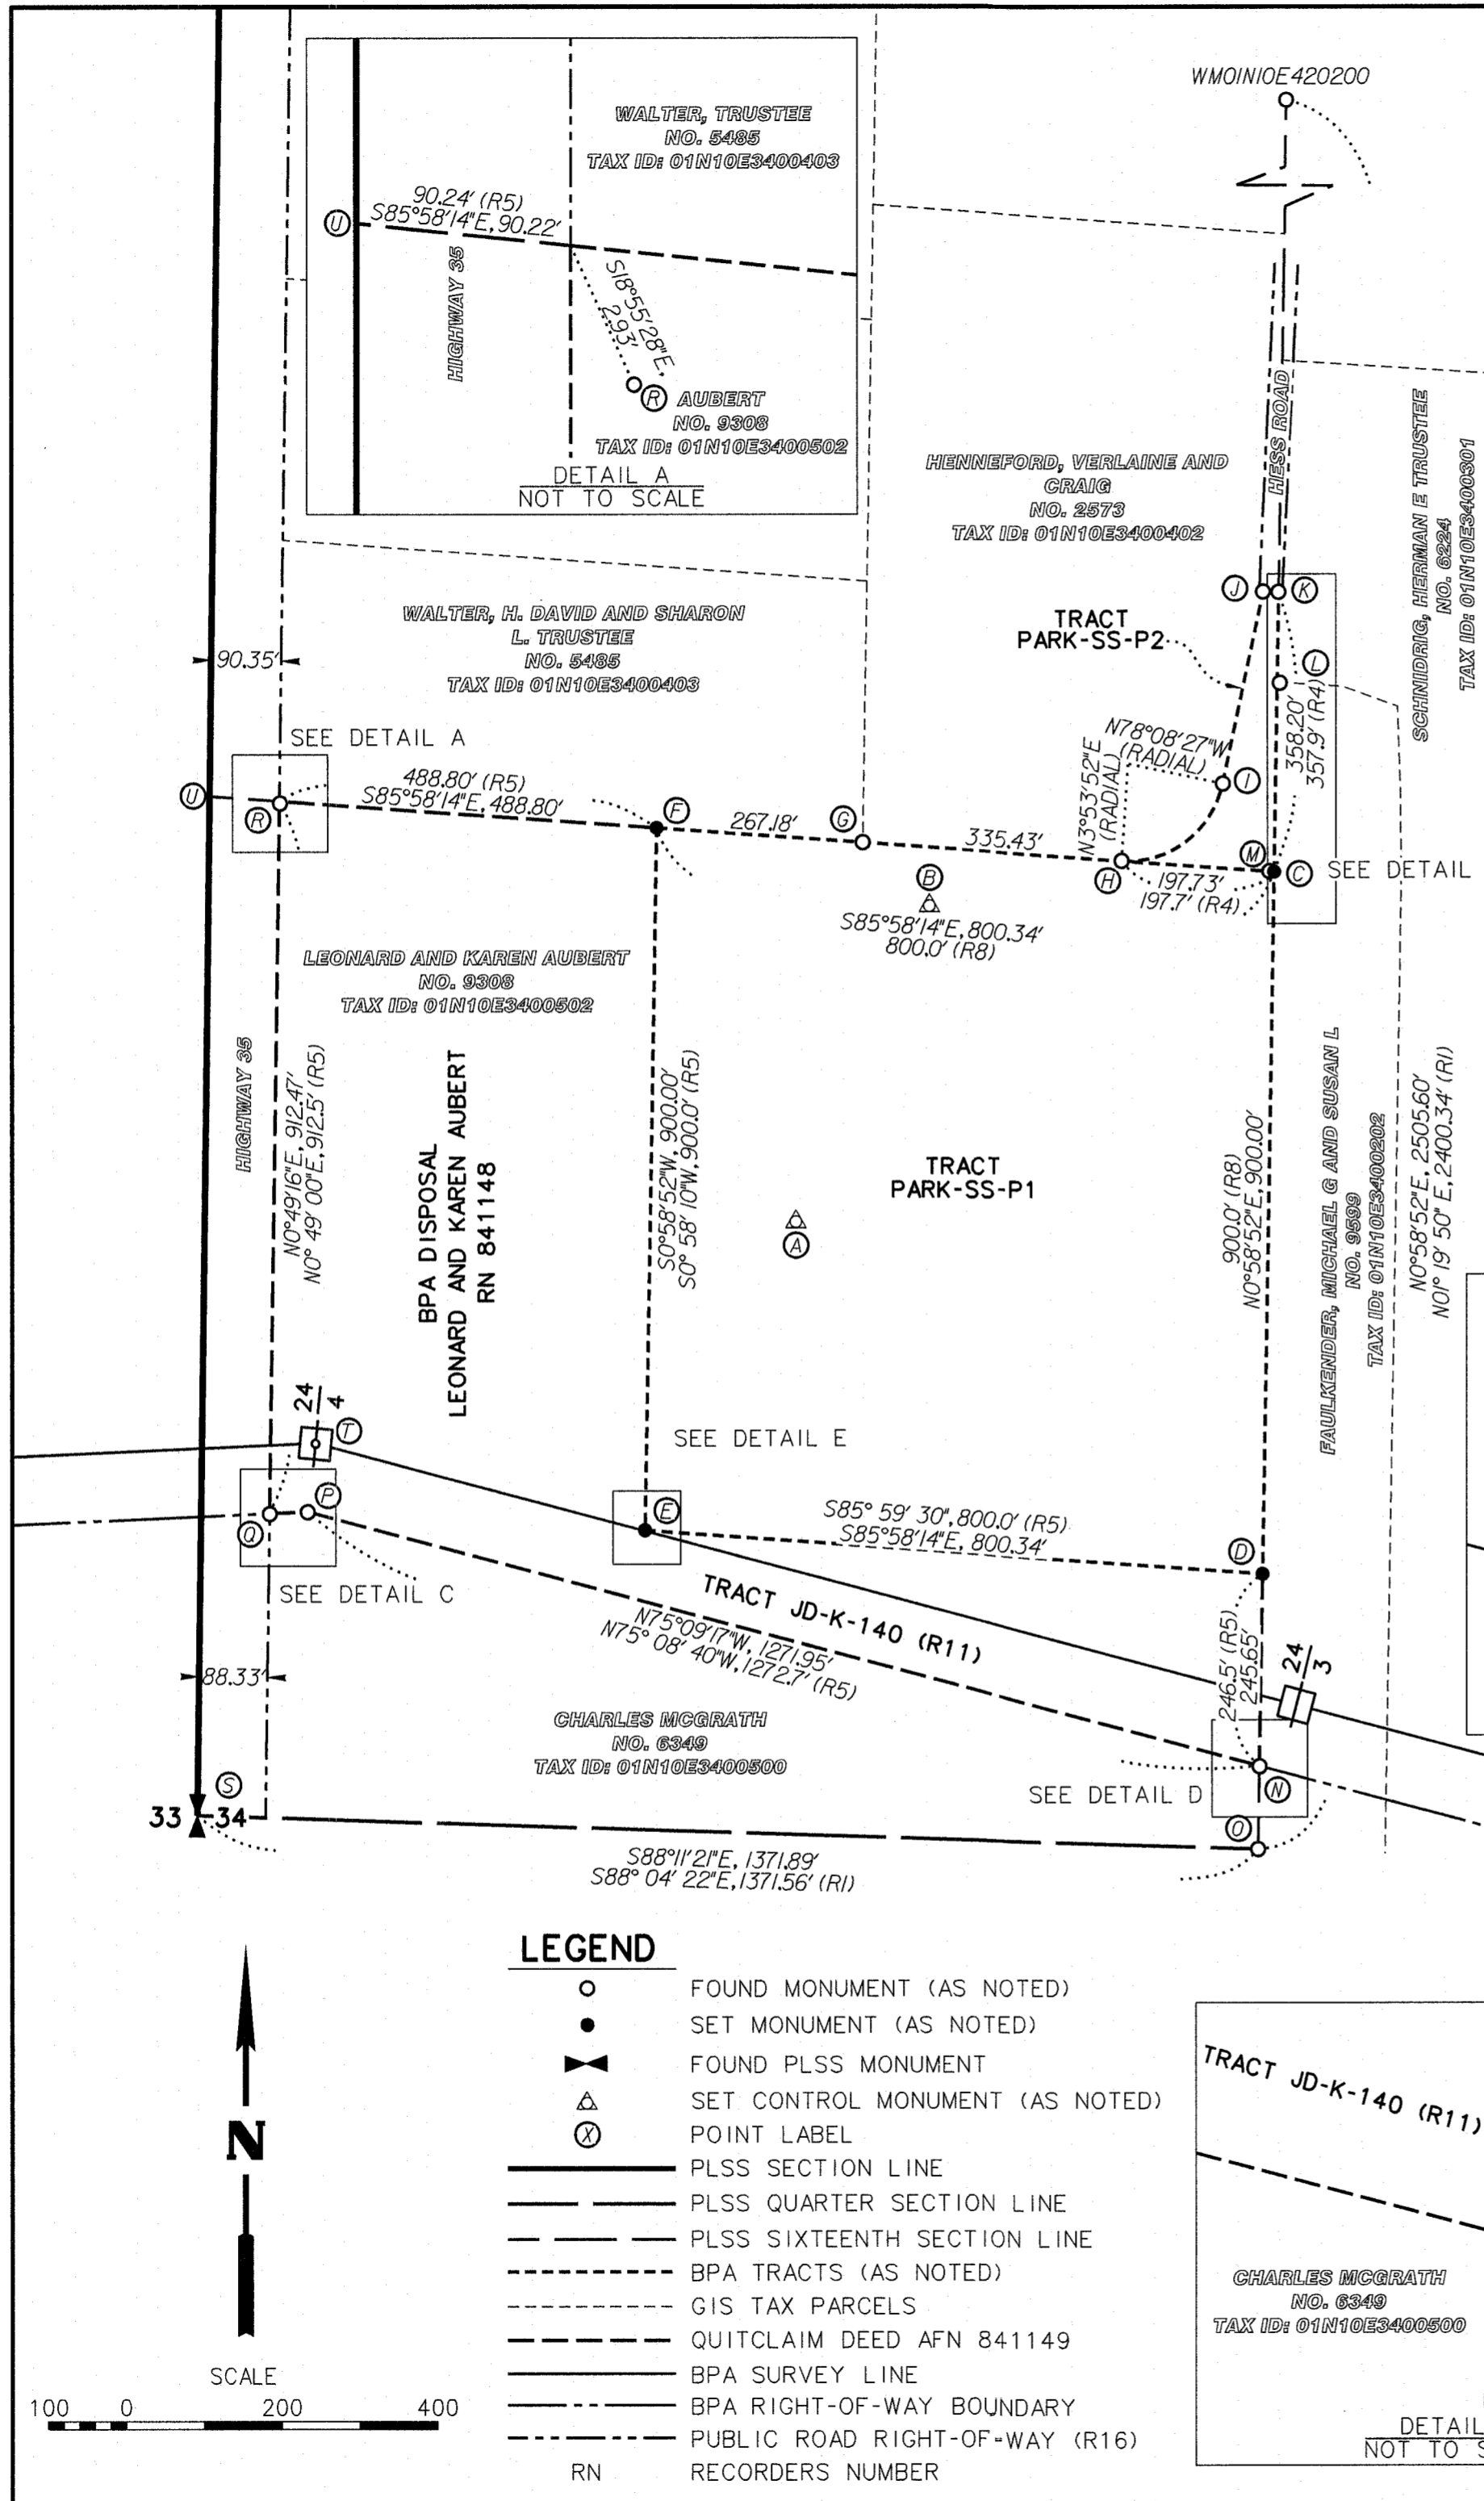 WM01N10E420200
WALTER, TRUSTEE
NO. 5485
TAX ID: 01N10E3400403
90.24' (R5)
S85°58'14"E, 90.22'
U
HIGHWAY 35
S18°55'28"E,
2.93'
R
AUBERT
NO. 9308
TAX ID: 01N10E3400502
DETAIL A
NOT TO SCALE
HENNEFORD, VERLAINE AND
CRAIG
NO. 2573
TAX ID: 01N10E3400402
HESS ROAD
SCHNIDRIG, HERMAN E TRUSTEE
NO. 6224
TAX ID: 01N10E3400301
WALTER, H. DAVID AND SHARON
L. TRUSTEE
NO. 5485
TAX ID: 01N10E3400403
90.35'
TRACT
PARK-SS-P2
J
K
L
358.20'
357.9' (R4)
N78°08'27"W
(RADIAL)
N3°53'52"E
(RADIAL)
I
SEE DETAIL A
U
R
488.80' (R5)
S85°58'14"E, 488.80'
F
267.18'
G
335.43'
H
M
C
SEE DETAIL
197.73'
197.7' (R4)
B
S85°58'14"E, 800.34'
800.0' (R8)
LEONARD AND KAREN AUBERT
NO. 9308
TAX ID: 01N10E3400502
HIGHWAY 35
N0°49'16"E, 912.47'
N0° 49' 00"E, 912.5' (R5)
BPA DISPOSAL
LEONARD AND KAREN AUBERT
RN 841148
S0°58'52"W, 900.00'
S0° 58' 10"W, 900.0' (R5)
TRACT
PARK-SS-P1
A
900.0' (R8)
N0°58'52"E, 900.00'
FAULKENDER, MICHAEL G AND SUSAN L
NO. 9599
TAX ID: 01N10E3400202
N0°58'52"E, 2505.60'
N01° 19' 50" E, 2400.34' (R1)
24
4
T
SEE DETAIL E
P
Q
E
S85° 59' 30", 800.0' (R5)
S85°58'14"E, 800.34'
D
SEE DETAIL C
TRACT JD-K-140 (R11)
N75°09'17"W, 1271.95'
N75° 08' 40"W, 1272.7' (R5)
246.5' (R5)
245.65'
24
3
88.33'
CHARLES MCGRATH
NO. 6349
TAX ID: 01N10E3400500
SEE DETAIL D
N
S
33 34
O
S88°11'21"E, 1371.89'
S88° 04' 22"E, 1371.56' (R1)
N
SCALE
100 0 200 400
LEGEND
FOUND MONUMENT (AS NOTED)
SET MONUMENT (AS NOTED)
FOUND PLSS MONUMENT
SET CONTROL MONUMENT (AS NOTED)
X POINT LABEL
PLSS SECTION LINE
PLSS QUARTER SECTION LINE
PLSS SIXTEENTH SECTION LINE
BPA TRACTS (AS NOTED)
GIS TAX PARCELS
QUITCLAIM DEED AFN 841149
BPA SURVEY LINE
BPA RIGHT-OF-WAY BOUNDARY
PUBLIC ROAD RIGHT-OF-WAY (R16)
RN RECORDERS NUMBER
TRACT JD-K-140 (R11)
CHARLES MCGRATH
NO. 6349
TAX ID: 01N10E3400500
DETAIL
NOT TO S